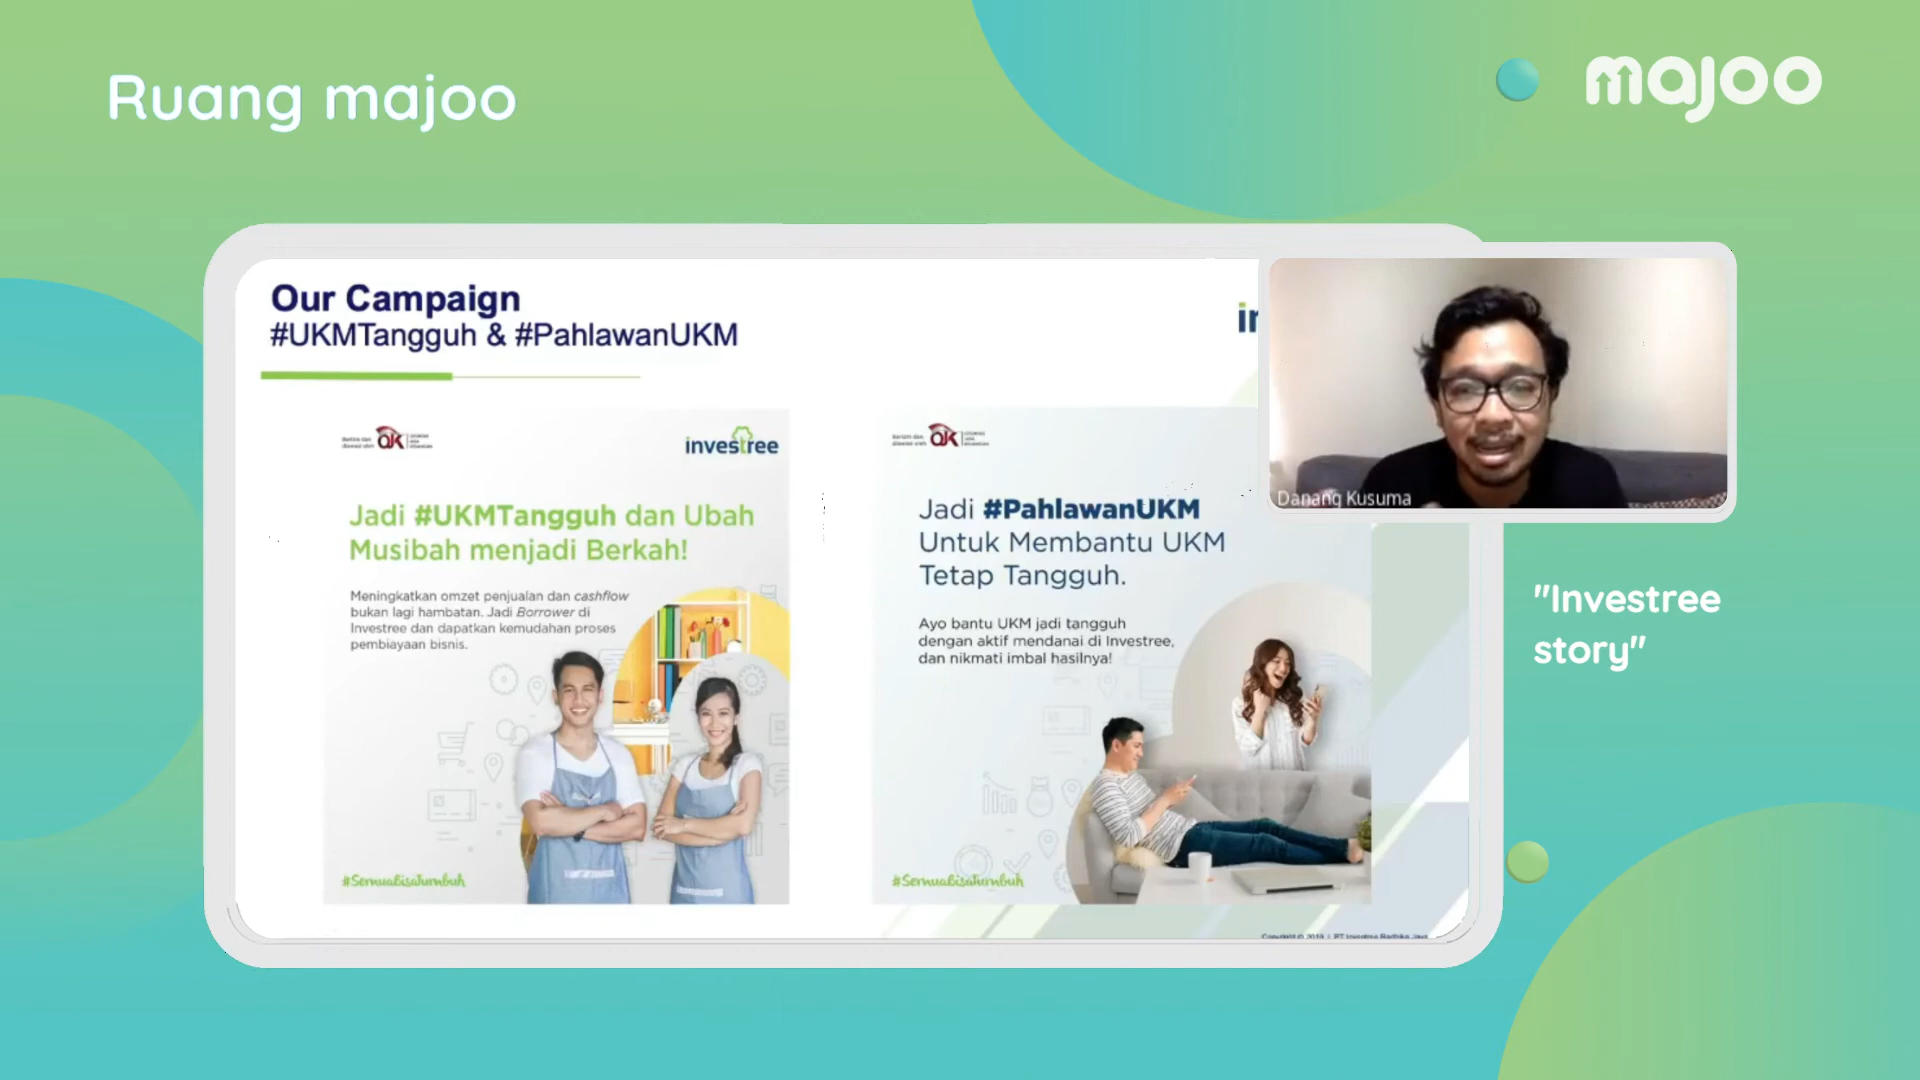 Ruang majoo
majoo
Our Campaign
#UKMTangguh & #PahlawanUKM
investree
Jadi #UKMTangguh dan Ubah
Musibah menjadi Berkah!
Meningkatkan omzet penjualan dan cashflow
bukan lagi hambatan. Jadi Borrower di
Investree dan dapatkan kemudahan proses
pembiayaan bisnis.
#SemuaBisaTumbuh
Jadi #PahlawanUKM
Untuk Membantu UKM
Tetap Tangguh.
Ayo bantu UKM jadi tangguh
dengan aktif mendanai di Investree,
dan nikmati imbal hasilnya!
#SemuaBisaTumbuh
Danang Kusuma
"Investree
story"